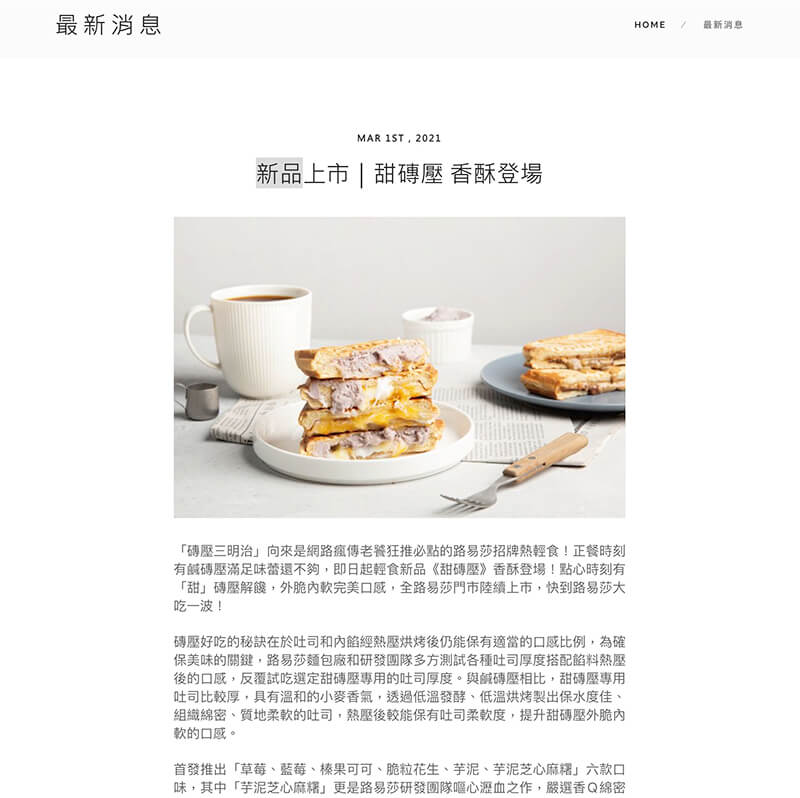 最新消息
HOME / 最新消息
MAR 1ST , 2021
新品上市｜甜磚壓 香酥登場
「磚壓三明治」向來是網路瘋傳老饕狂推必點的路易莎招牌熱輕食！正餐時刻
有鹹磚壓滿足味蕾還不夠，即日起輕食新品《甜磚壓》香酥登場！點心時刻有
「甜」磚壓解饞，外脆內軟完美口感，全路易莎門市陸續上市，快到路易莎大
吃一波！
磚壓好吃的秘訣在於吐司和內餡經熱壓烘烤後仍能保有適當的口感比例，為確
保美味的關鍵，路易莎麵包廠和研發團隊多方測試各種吐司厚度搭配餡料熱壓
後的口感，反覆試吃選定甜磚壓專用的吐司厚度。與鹹磚壓相比，甜磚壓專用
吐司比較厚，具有溫和的小麥香氣，透過低溫發酵、低溫烘烤製出保水度佳、
組織綿密、質地柔軟的吐司，熱壓後較能保有吐司柔軟度，提升甜磚壓外脆內
軟的口感。
首發推出「草莓、藍莓、榛果可可、脆粒花生、芋泥、芋泥芝心麻糬」六款口
味，其中「芋泥芝心麻糬」更是路易莎研發團隊嘔心瀝血之作，嚴選香Ｑ綿密